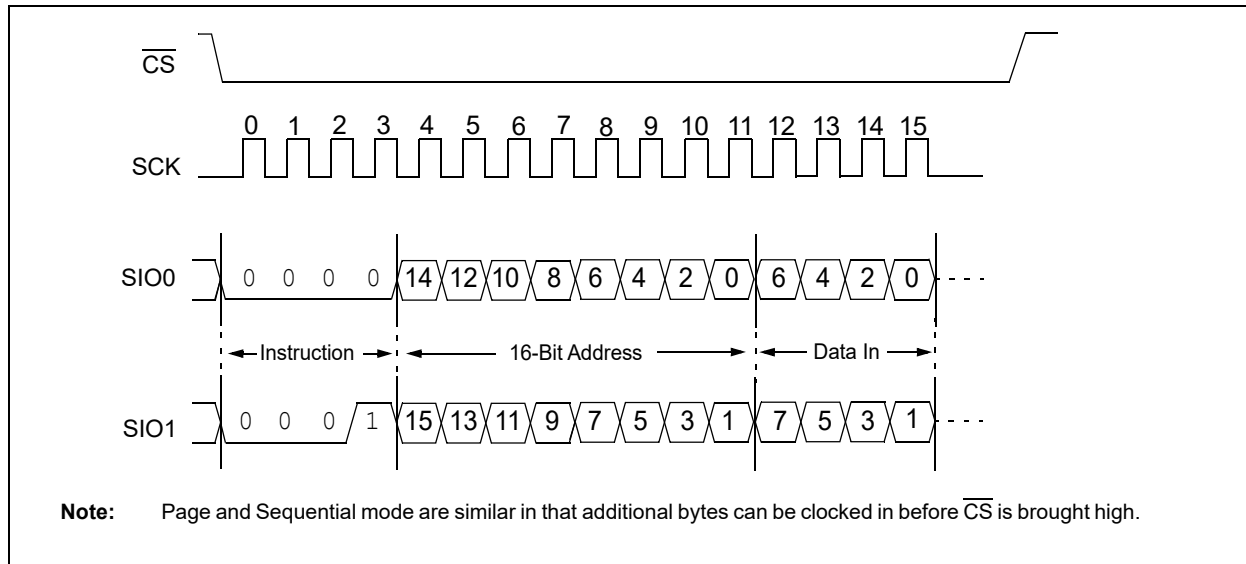 CS
0 1 2 3 4 5 6 7 8 9 10 11 12 13 14 15
SCK
SIO0 0 0 0 0 14 12 10 8 6 4 2 0 6 4 2 0
Instruction 16-Bit Address Data In
SIO1 0 0 0 1 15 13 11 9 7 5 3 1 7 5 3 1
Note: Page and Sequential mode are similar in that additional bytes can be clocked in before CS is brought high.